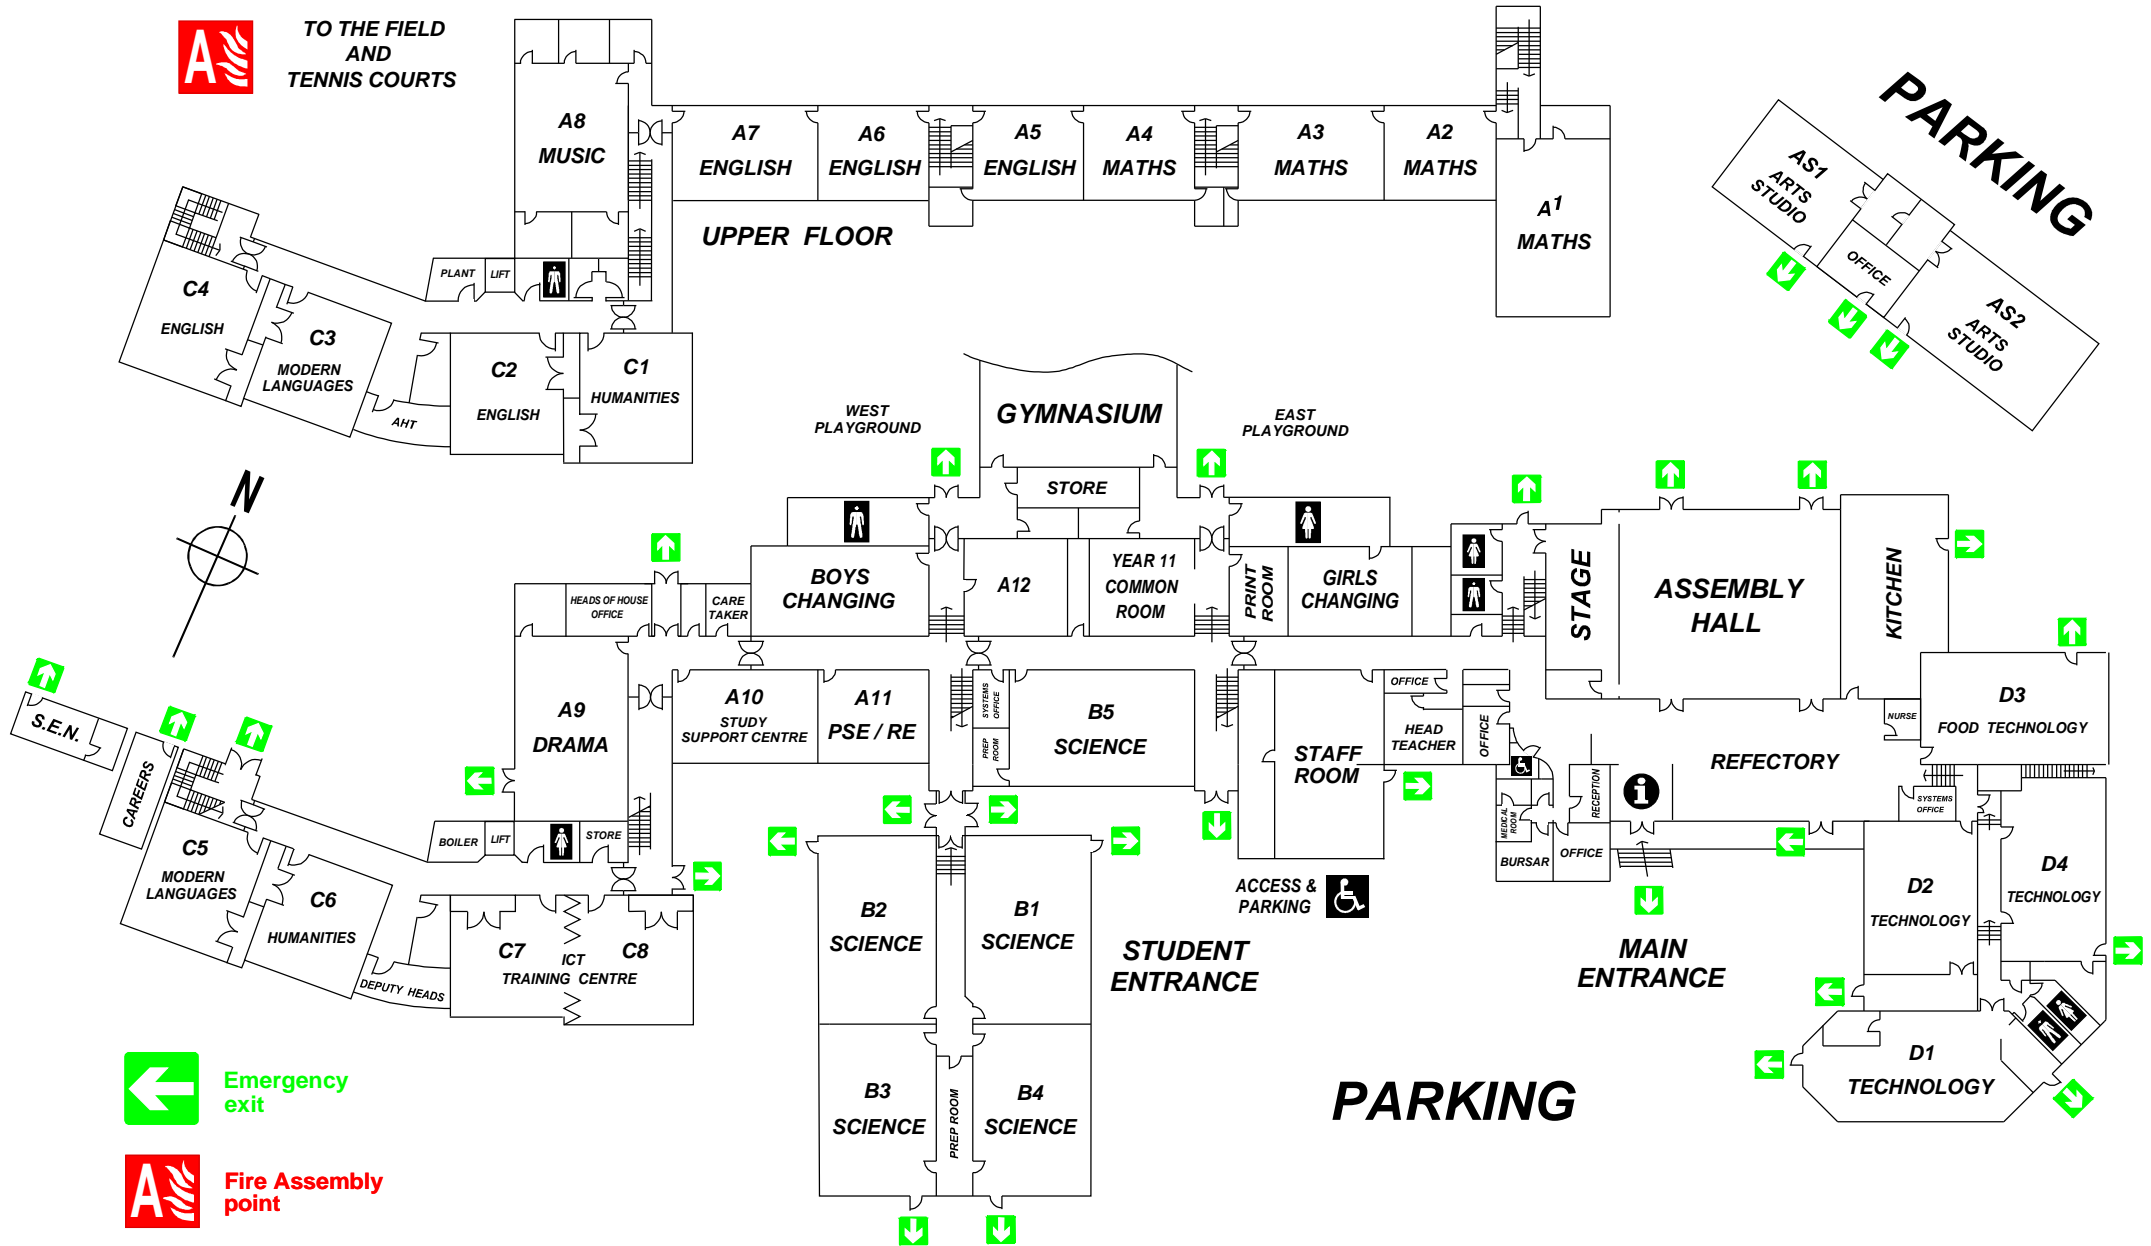 A
TO THE FIELD
AND
TENNIS COURTS
A8
MUSIC
A7
ENGLISH
A6
ENGLISH
A5
ENGLISH
A4
MATHS
A3
MATHS
A2
MATHS
A1
MATHS
UPPER FLOOR
PLANT
LIFT
C4
ENGLISH
C3
MODERN
LANGUAGES
AHT
C2
ENGLISH
C1
HUMANITIES
PARKING
AS1
ARTS
STUDIO
OFFICE
AS2
ARTS
STUDIO
N
WEST
PLAYGROUND
GYMNASIUM
EAST
PLAYGROUND
STORE
HEADS OF HOUSE
OFFICE
CARE
TAKER
BOYS
CHANGING
A12
YEAR 11
COMMON
ROOM
PRINT
ROOM
GIRLS
CHANGING
STAGE
ASSEMBLY
HALL
KITCHEN
S.E.N.
CAREERS
A9
DRAMA
A10
STUDY
SUPPORT CENTRE
A11
PSE / RE
SYSTEMS
OFFICE
PREP
ROOM
B5
SCIENCE
STAFF
ROOM
OFFICE
HEAD
TEACHER
OFFICE
NURSE
D3
FOOD TECHNOLOGY
REFECTORY
RECEPTION
i
SYSTEMS
OFFICE
MEDICAL
ROOM
BURSAR
OFFICE
BOILER
LIFT
STORE
C5
MODERN
LANGUAGES
C6
HUMANITIES
DEPUTY HEADS
C7
C8
ICT
TRAINING CENTRE
B2
SCIENCE
B1
SCIENCE
ACCESS &
PARKING
STUDENT
ENTRANCE
MAIN
ENTRANCE
D2
TECHNOLOGY
D4
TECHNOLOGY
B3
SCIENCE
PREP ROOM
B4
SCIENCE
PARKING
D1
TECHNOLOGY
Emergency
exit
A
Fire Assembly
point